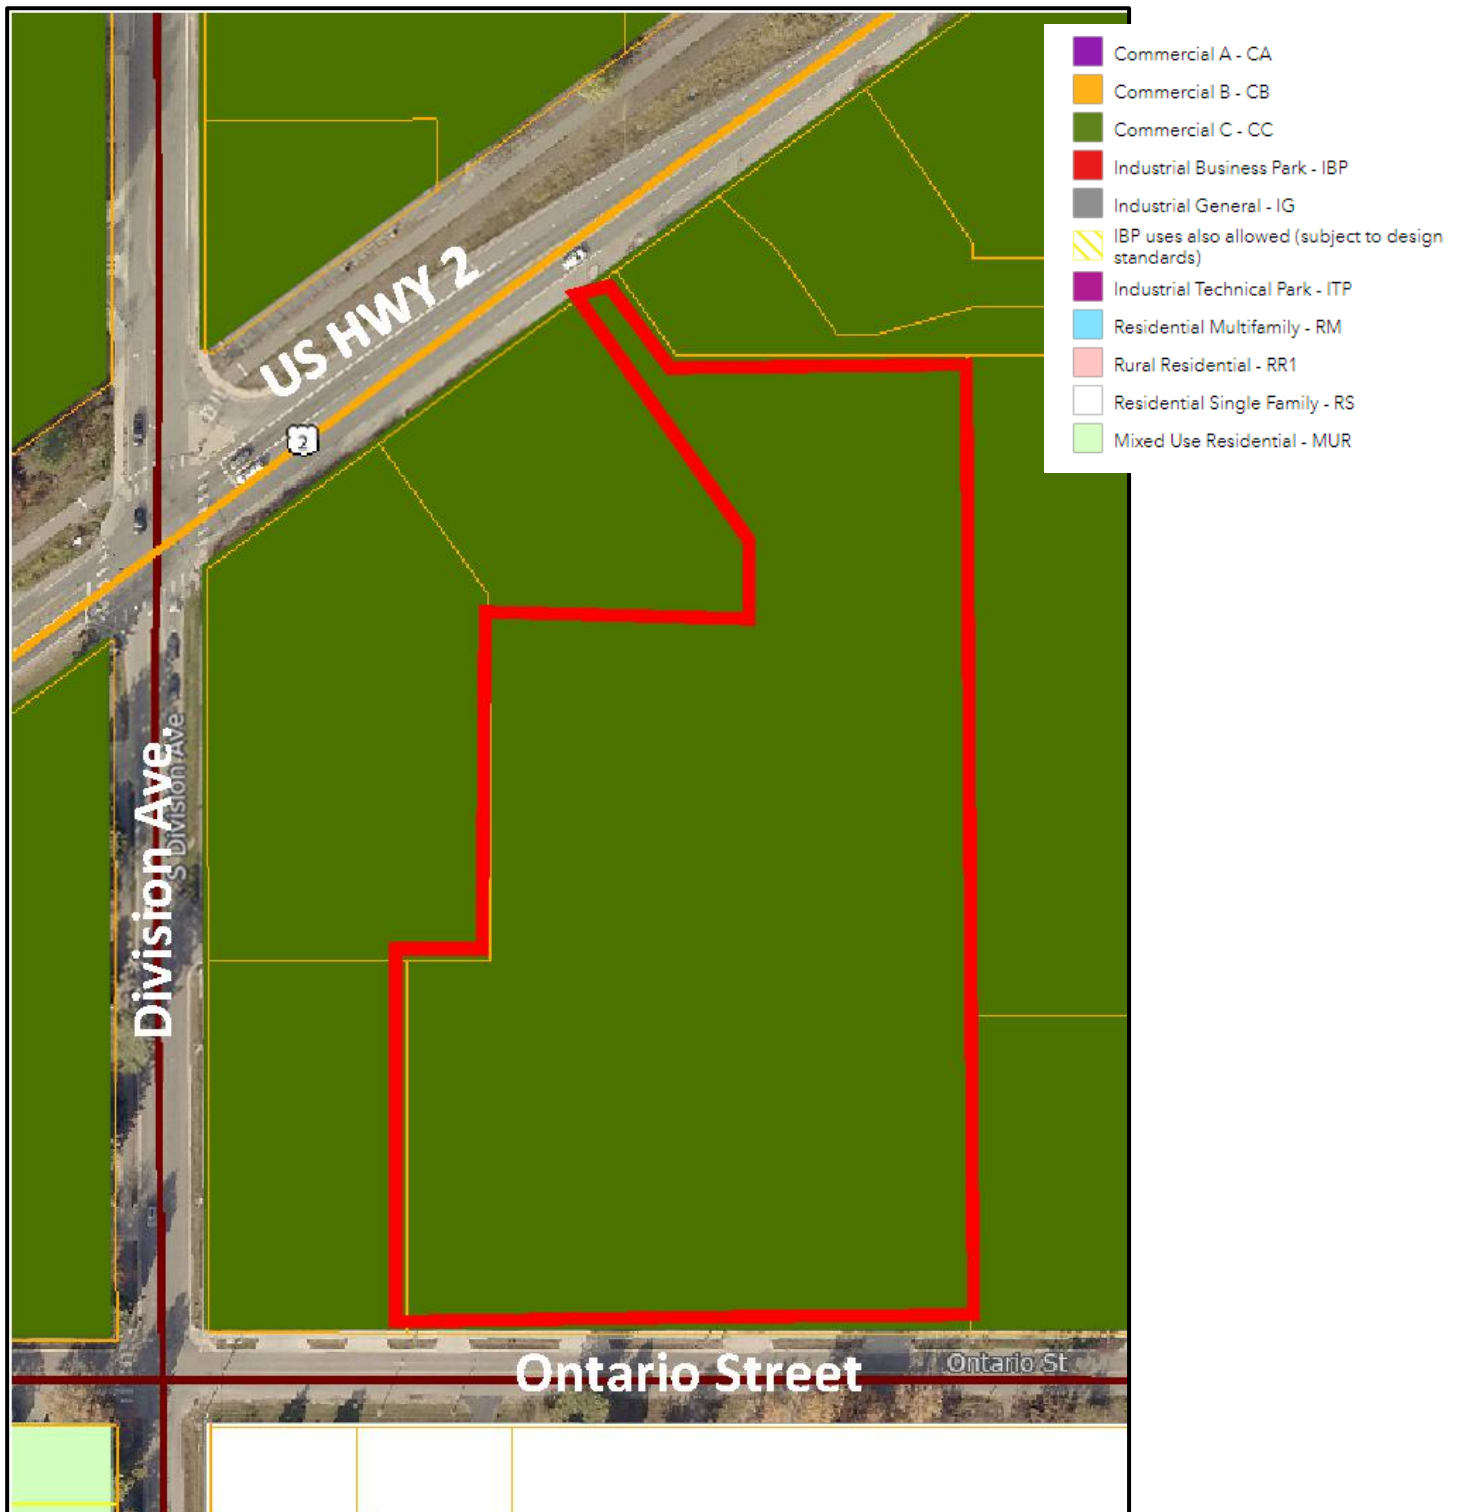 Commercial A - CA
Commercial B - CB
Commercial C - CC
Industrial Business Park - IBP
Industrial General - IG
IBP uses also allowed (subject to design
standards)
Industrial Technical Park - ITP
Residential Multifamily - RM
Rural Residential - RR1
Residential Single Family - RS
Mixed Use Residential - MUR
US HWY 2
2
Division Ave.
S Division Ave
Ontario Street
Ontario St